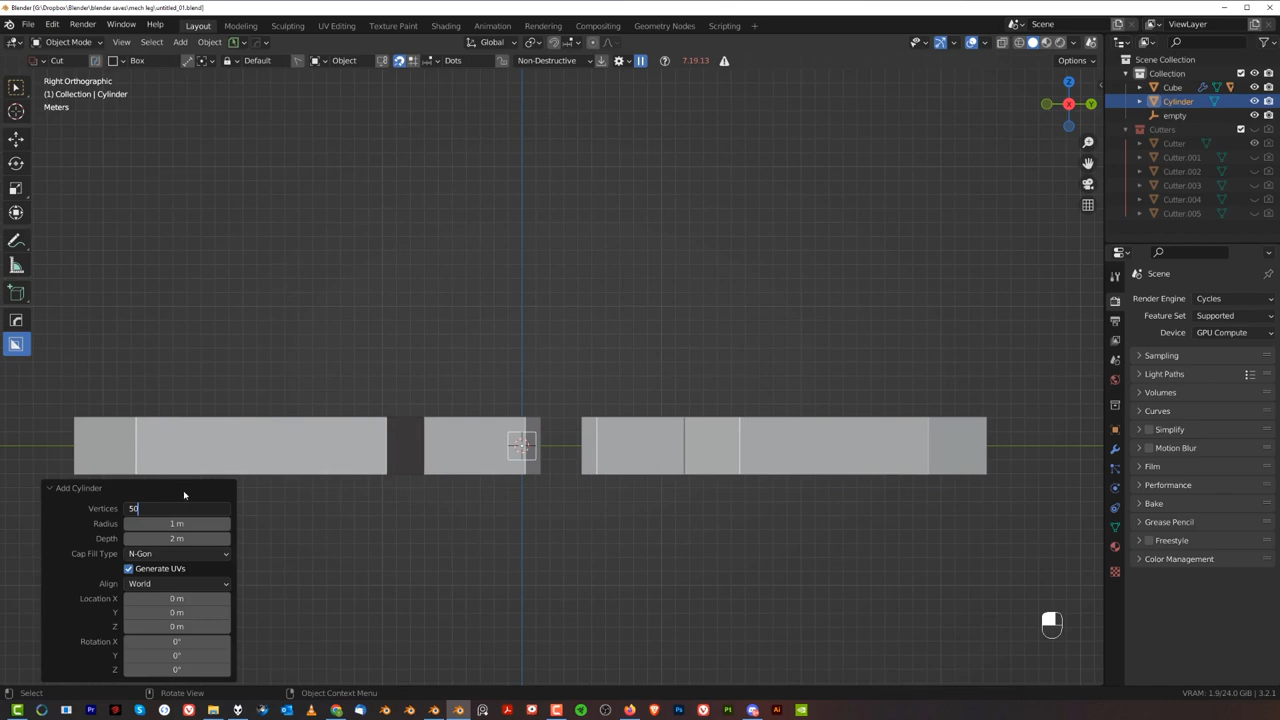 Blender [G:\Dropbox\Blender\blender saves\mech leg\untitled_01.blend]
File Edit Render Window Help Layout Modeling Sculpting UV Editing Texture Paint Shading Animation Rendering Compositing Geometry Nodes Scripting + Scene ViewLayer
Object Mode View Select Add Object Global
Cut Box Default Object Dots Non-Destructive 7.19.13 Options
Right Orthographic
(1) Collection | Cylinder
Meters
Z
Y
X
Scene Collection
Collection
Cube
Cylinder
empty
Cutters
Cutter
Cutter.001
Cutter.002
Cutter.003
Cutter.004
Cutter.005
Scene
Render Engine Cycles
Feature Set Supported
Device GPU Compute
Sampling
Light Paths
Volumes
Curves
Simplify
Motion Blur
Film
Performance
Bake
Grease Pencil
Freestyle
Color Management
Add Cylinder
Vertices 50
Radius 1 m
Depth 2 m
Cap Fill Type N-Gon
Generate UVs
Align World
Location X 0 m
Y 0 m
Z 0 m
Rotation X 0°
Y 0°
Z 0°
Select Rotate View Object Context Menu VRAM: 1.9/24.0 GiB | 3.2.1